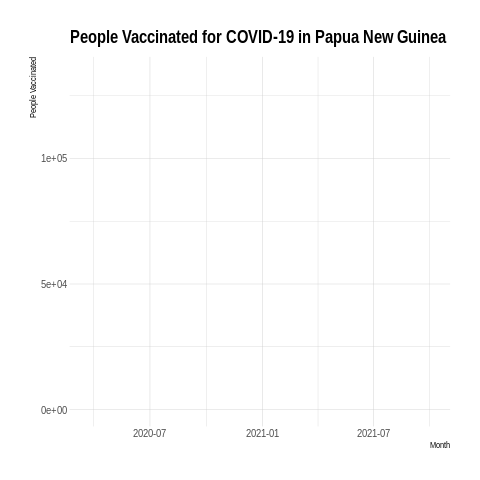 People Vaccinated for COVID-19 in Papua New Guinea
People Vaccinated
1e+05
5e+04
0e+00
2020-07 2021-01 2021-07
Month